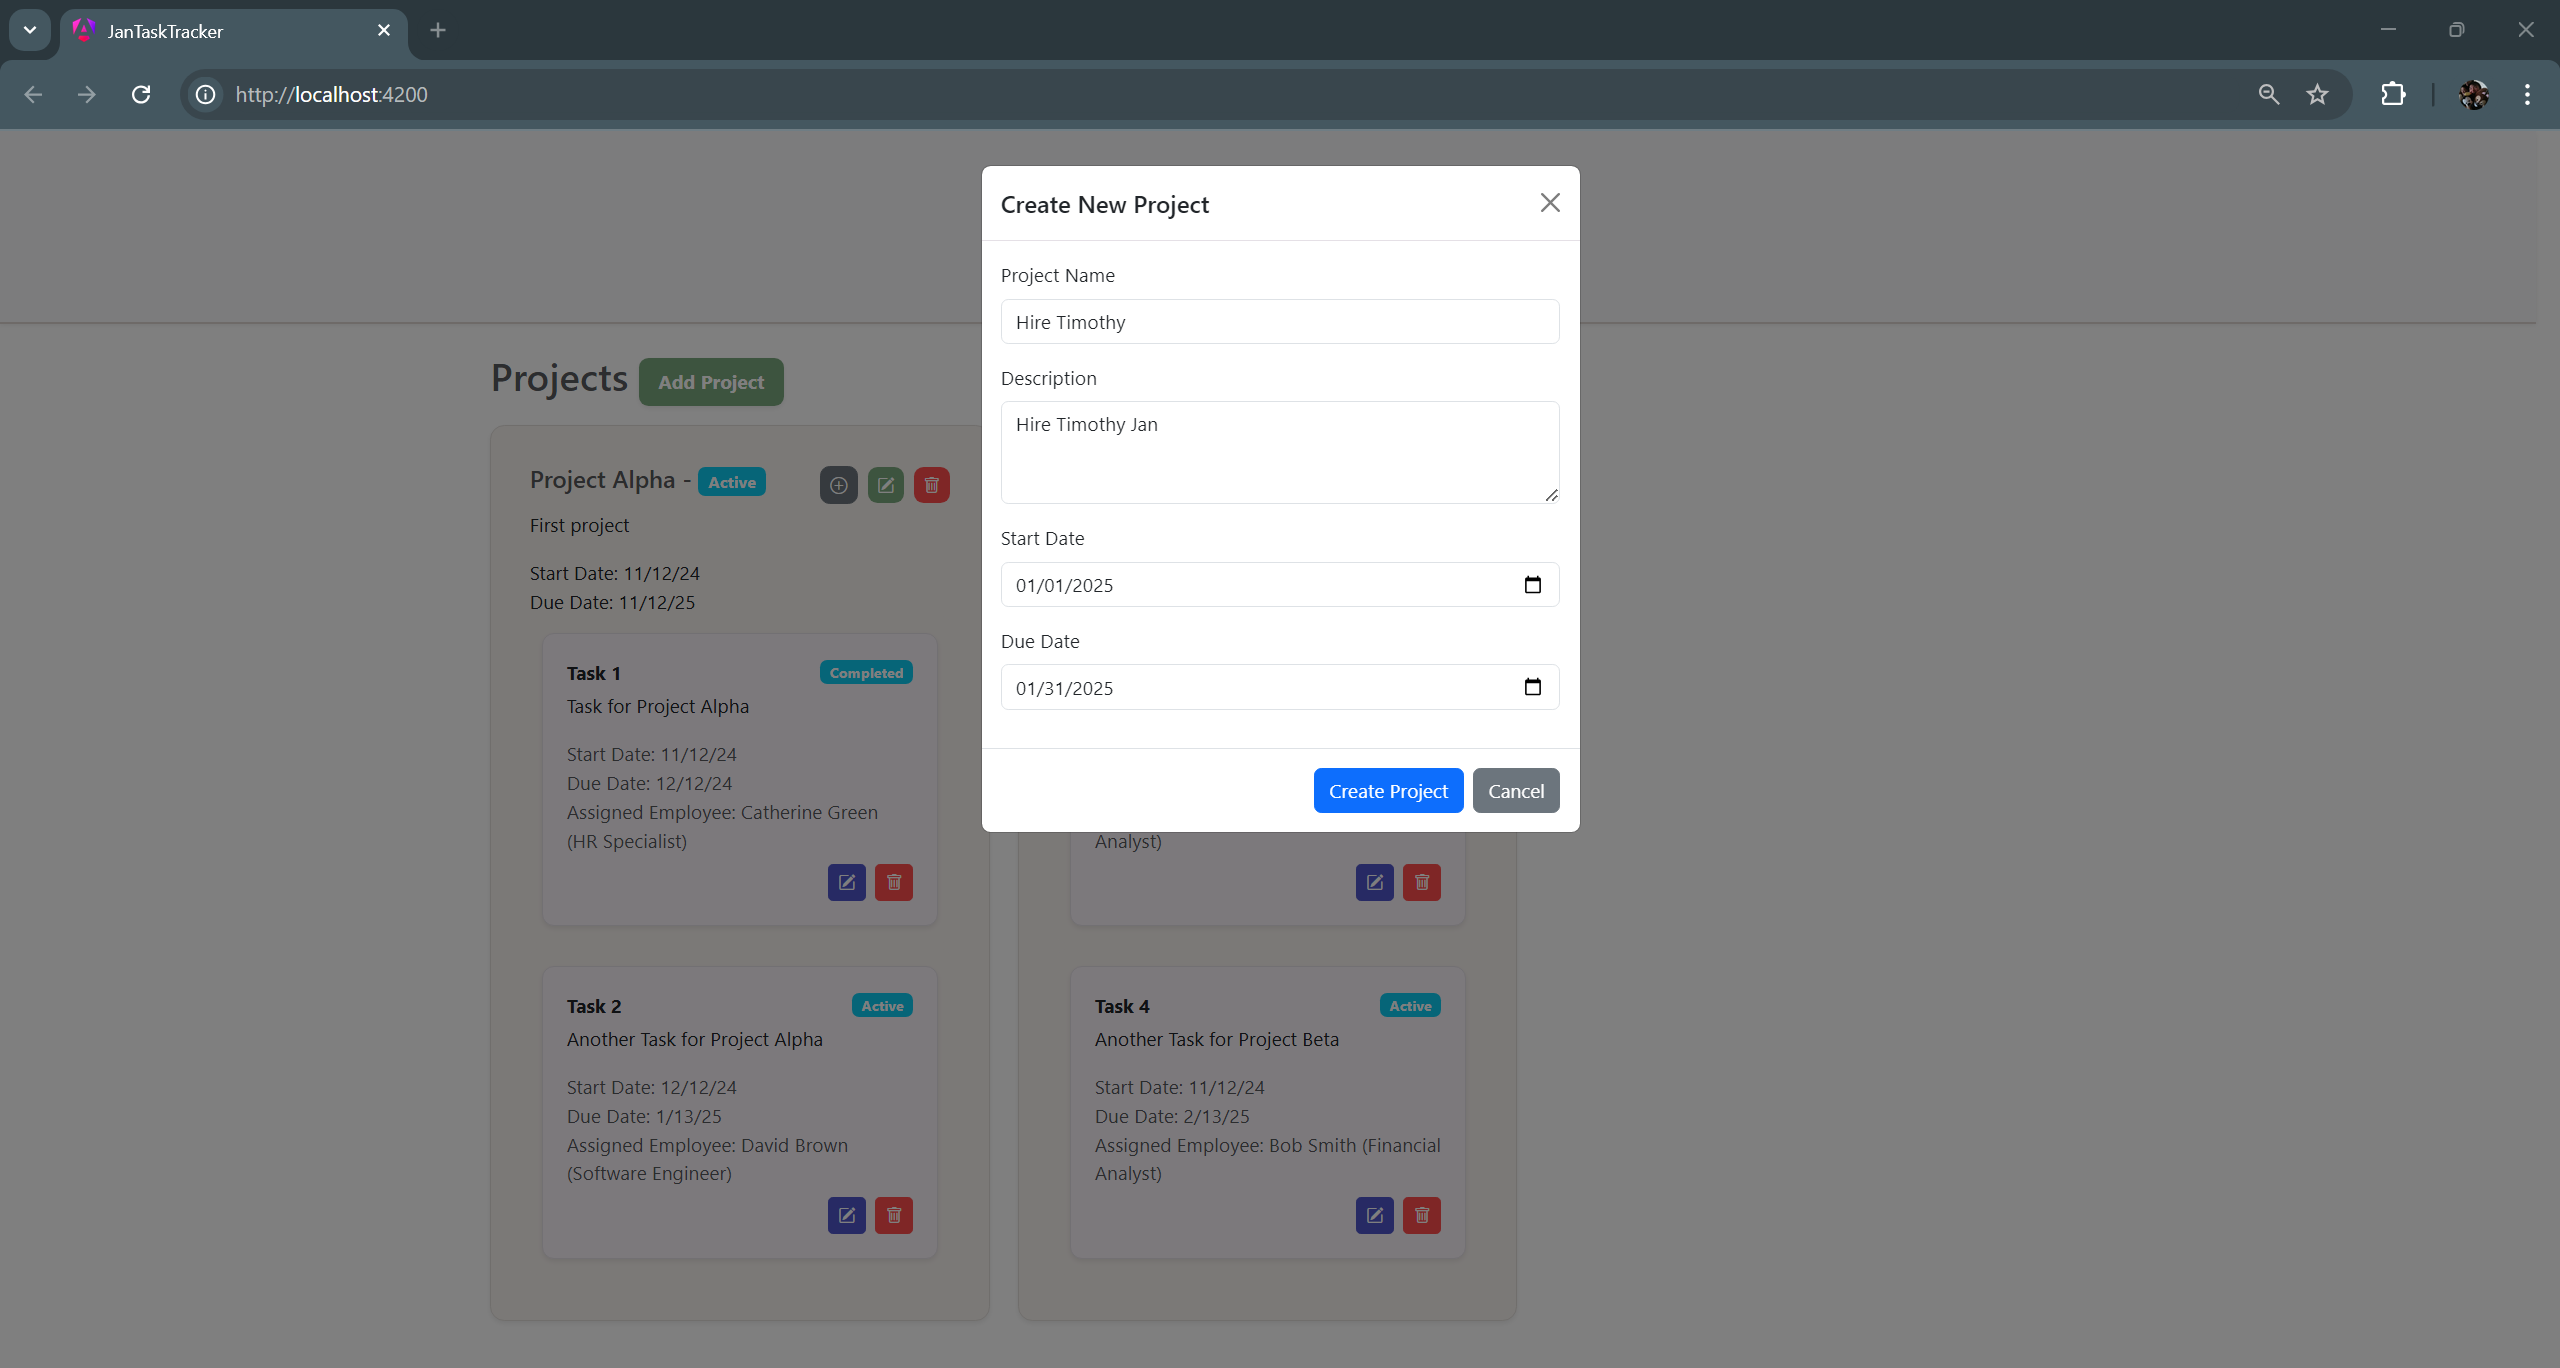 JanTaskTracker
http://localhost:4200
Create New Project
Project Name
Hire Timothy
Description
Hire Timothy Jan
Start Date
01/01/2025
Due Date
01/31/2025
Create Project
Cancel
Projects
Add Project
Project Alpha - Active
First project
Start Date: 11/12/24
Due Date: 11/12/25
Task 1
Completed
Task for Project Alpha
Start Date: 11/12/24
Due Date: 12/12/24
Assigned Employee: Catherine Green
(HR Specialist)
Task 2
Active
Another Task for Project Alpha
Start Date: 12/12/24
Due Date: 1/13/25
Assigned Employee: David Brown
(Software Engineer)
Analyst)
Task 4
Active
Another Task for Project Beta
Start Date: 11/12/24
Due Date: 2/13/25
Assigned Employee: Bob Smith (Financial
Analyst)